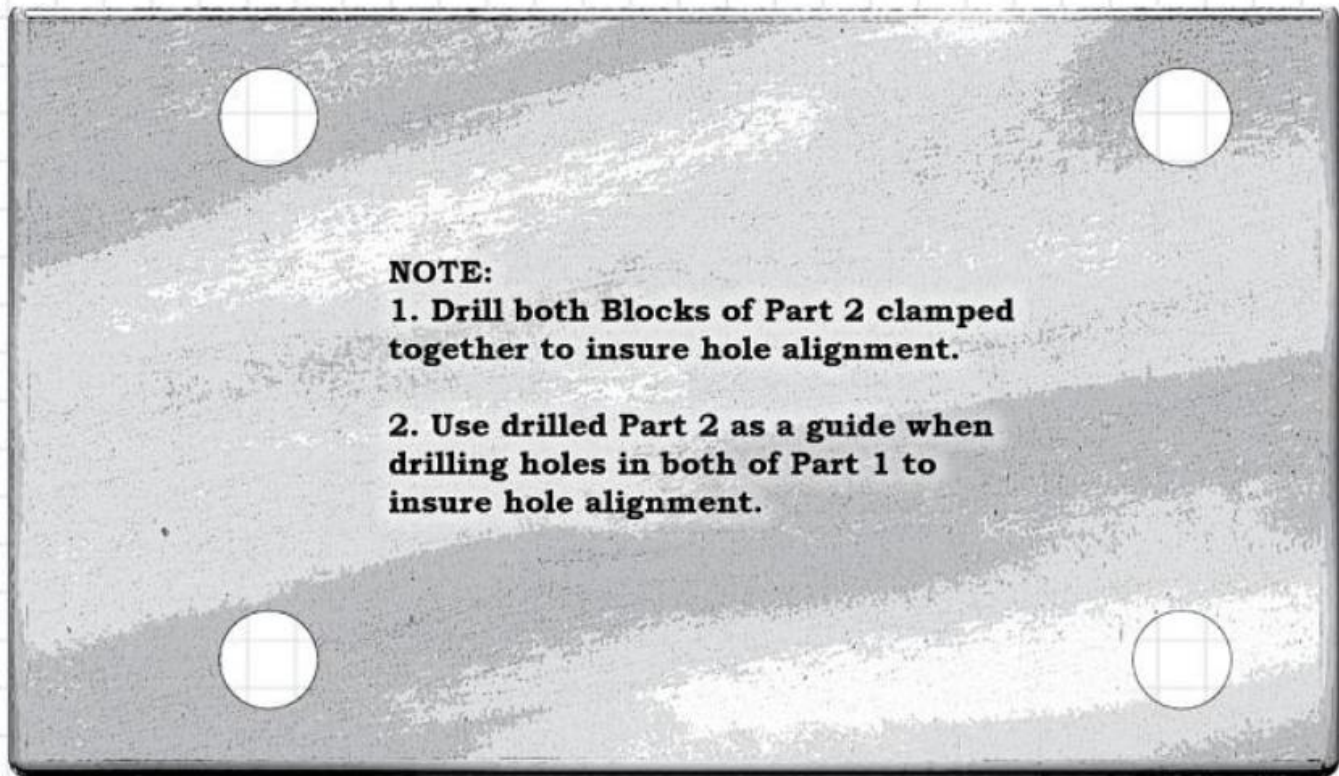 NOTE:
1. Drill both Blocks of Part 2 clamped
together to insure hole alignment.
2. Use drilled Part 2 as a guide when
drilling holes in both of Part 1 to
insure hole alignment.